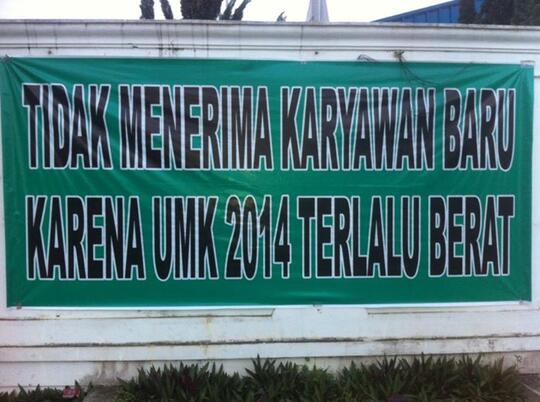 TIDAK MENERIMA KARYAWAN BARU
KARENA UMK 2014 TERLALU BERAT